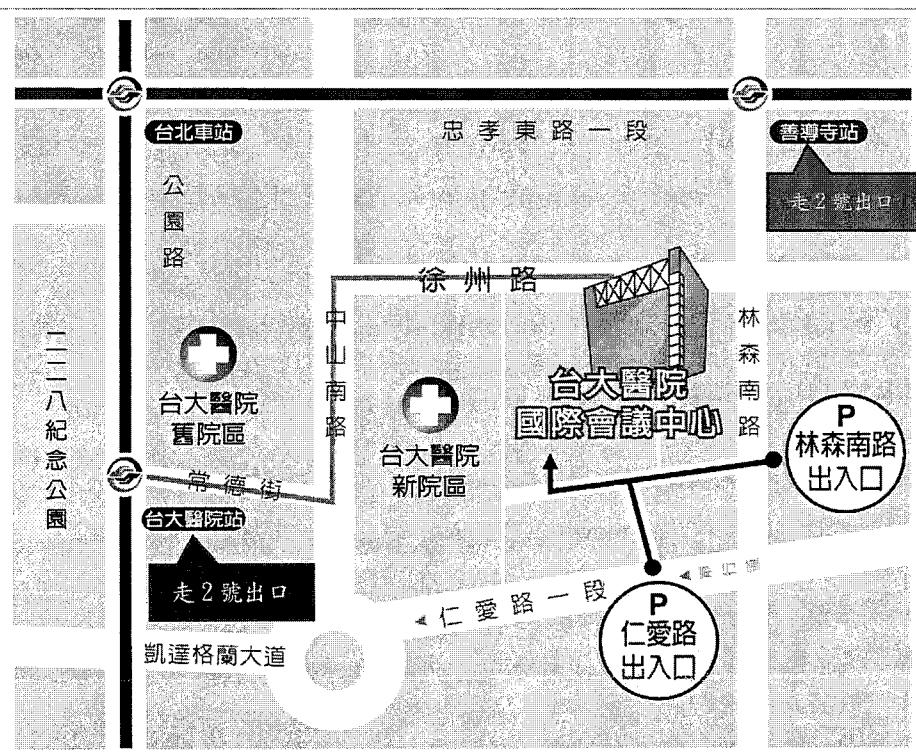 台北車站
忠孝東路一段
善導寺站
走2號出口
公園路
徐州路
二二八紀念公園
台大醫院
舊院區
中山南路
台大醫院
新院區
台大醫院
國際會議中心
林森南路
P
林森南路
出入口
常德街
台大醫院站
走2號出口
仁愛路一段
P
仁愛路
出入口
凱達格蘭大道